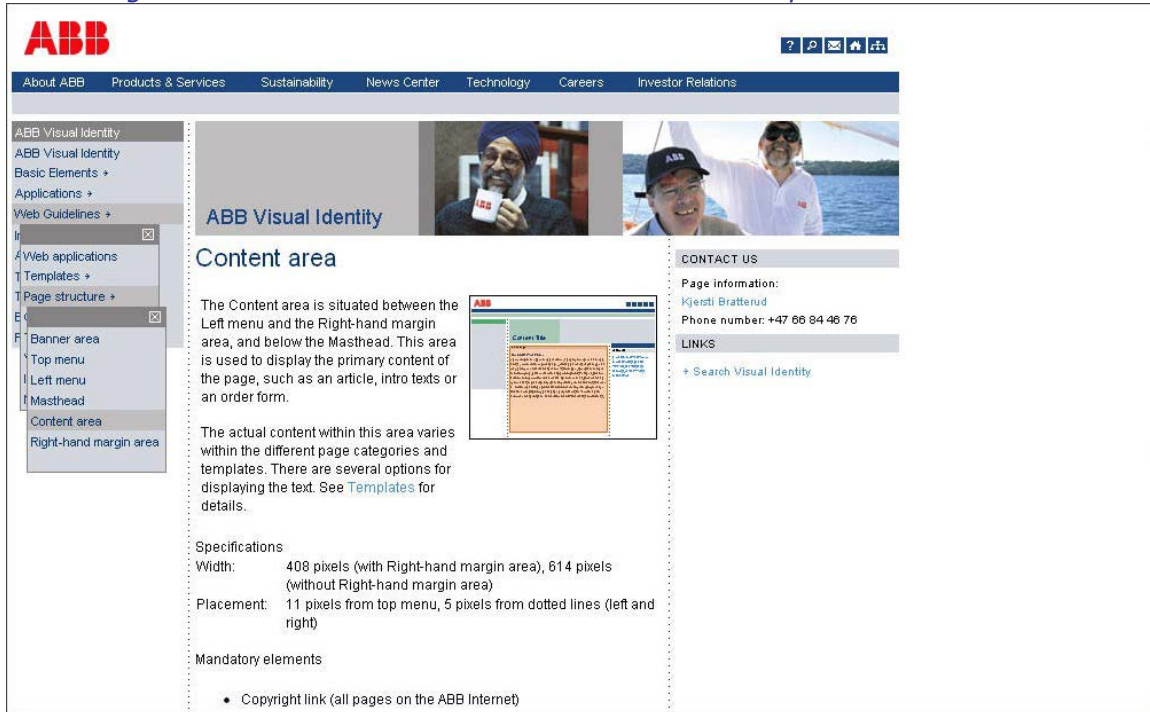 ABB
?
About ABB Products & Services Sustainability News Center Technology Careers Investor Relations
ABB Visual Identity
ABB Visual Identity
Basic Elements
Applications
Web Guidelines
Web applications
Templates
Page structure
Banner area
Top menu
Left menu
Masthead
Content area
Right-hand margin area
ABB Visual Identity
ABB
ABB
Content area
The Content area is situated between the
Left menu and the Right-hand margin
area, and below the Masthead. This area
is used to display the primary content of
the page, such as an article, intro texts or
an order form.
ABB
Content Title
The actual content within this area varies
within the different page categories and
templates. There are several options for
displaying the text. See Templates for
details.
Specifications
Width: 408 pixels (with Right-hand margin area), 614 pixels
(without Right-hand margin area)
Placement: 11 pixels from top menu, 5 pixels from dotted lines (left and
right)
Mandatory elements
• Copyright link (all pages on the ABB Internet)
CONTACT US
Page information:
Kjersti Bratterud
Phone number: +47 66 84 46 76
LINKS
Search Visual Identity